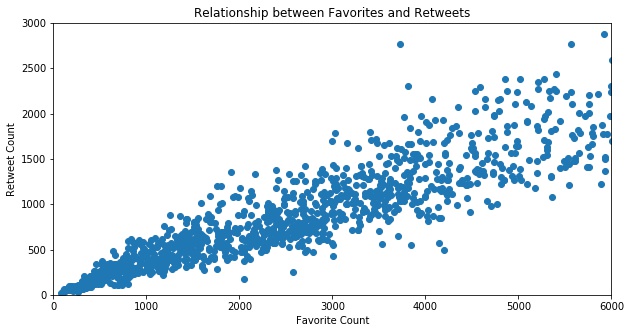 Relationship between Favorites and Retweets
Retweet Count
3000
2500
2000
1500
1000
500
0
0 1000 2000 3000 4000 5000 6000
Favorite Count